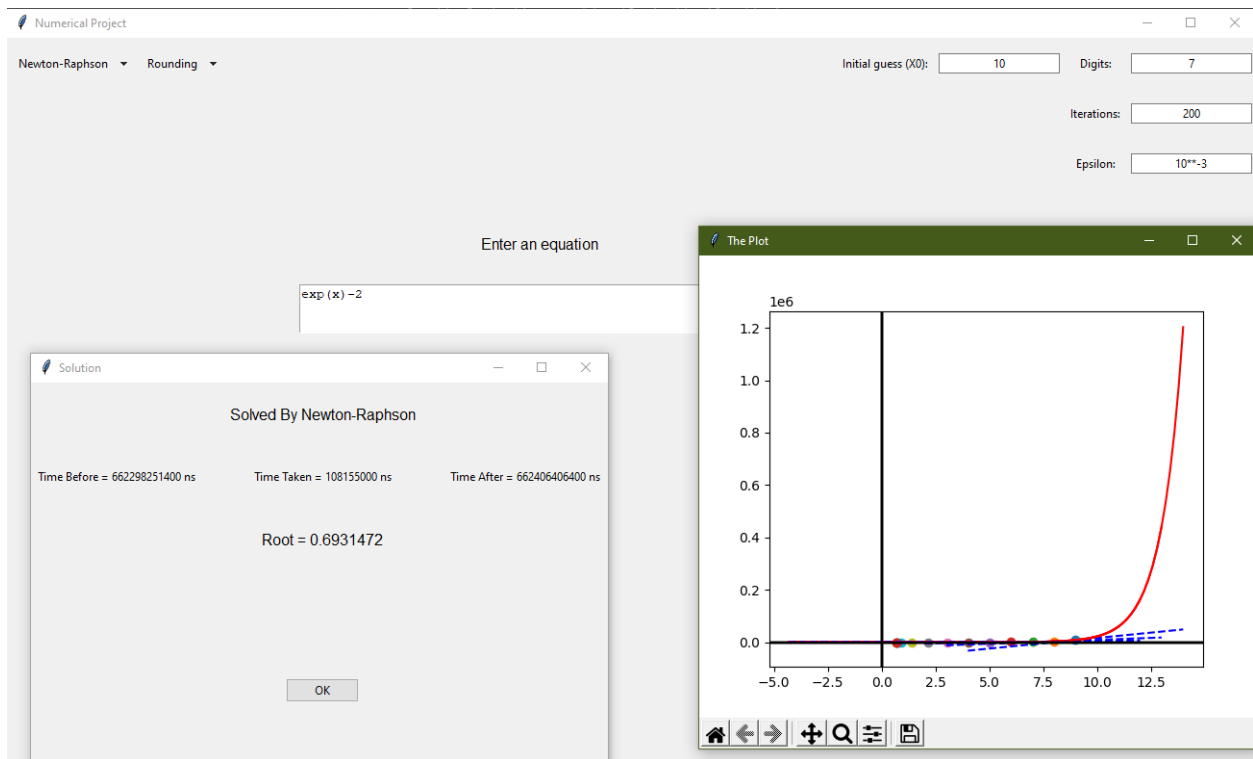 Numerical Project
Newton-Raphson Rounding Initial guess (X0): 10 Digits: 7
Iterations: 200
Epsilon: 10**-3
Enter an equation
exp(x)-2
Solution
Solved By Newton-Raphson
Time Before = 662298251400 ns Time Taken = 108155000 ns Time After = 662406406400 ns
Root = 0.6931472
OK
The Plot
1e6
1.2
1.0
0.8
0.6
0.4
0.2
0.0
−5.0 −2.5 0.0 2.5 5.0 7.5 10.0 12.5